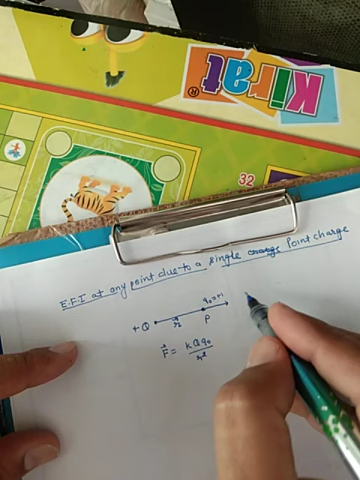 Kirat
®
32
E.F.I at any point due to a single charge Point charge
q₀=+1
+Q r⃗ P
F⃗ = kQq₀/r²